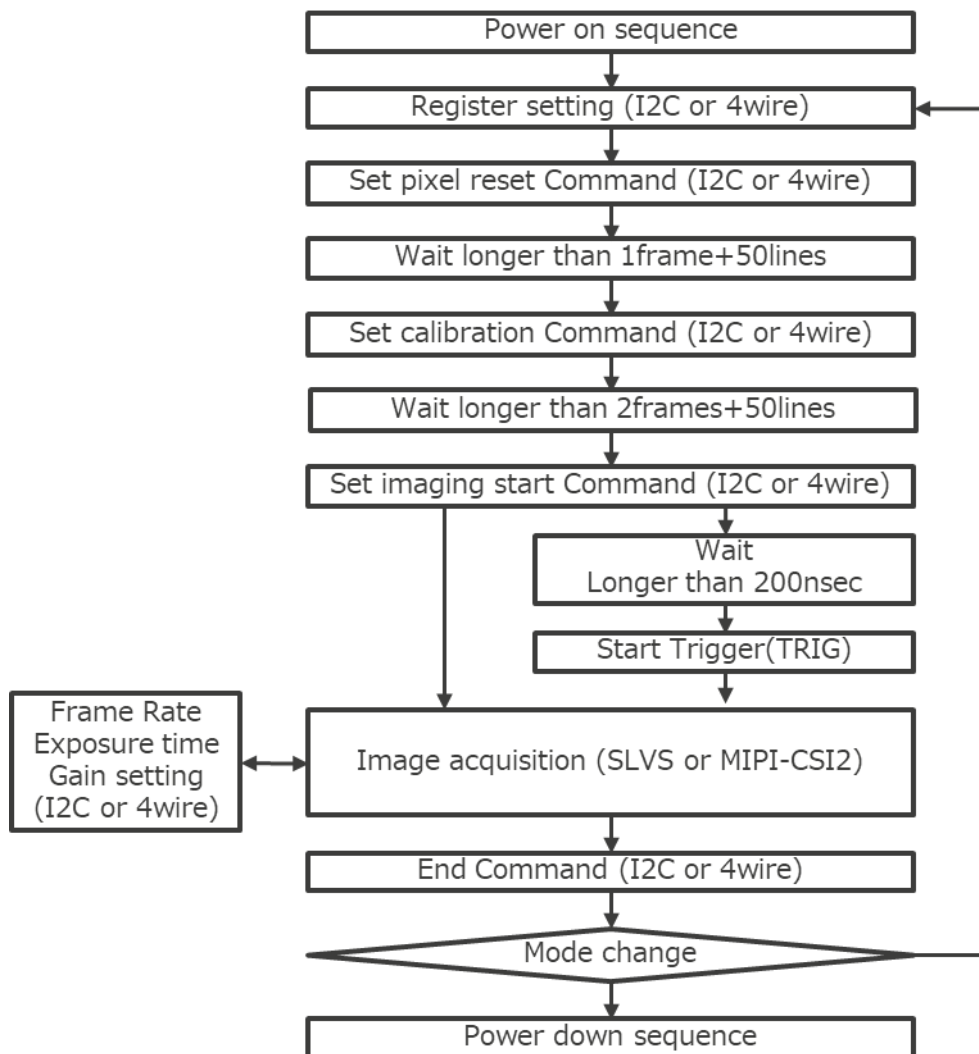 Power on sequence
Register setting (I2C or 4wire)
Set pixel reset Command (I2C or 4wire)
Wait longer than 1frame+50lines
Set calibration Command (I2C or 4wire)
Wait longer than 2frames+50lines
Set imaging start Command (I2C or 4wire)
Wait
Longer than 200nsec
Start Trigger(TRIG)
Frame Rate
Exposure time
Gain setting
(I2C or 4wire)
Image acquisition (SLVS or MIPI-CSI2)
End Command (I2C or 4wire)
Mode change
Power down sequence